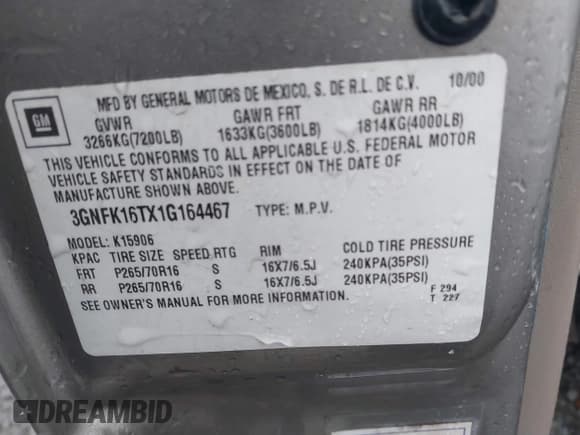 GM
MFD BY GENERAL MOTORS DE MEXICO, S. DE R.L. DE C.V. 10/00
GVWR GAWR FRT GAWR RR
3266KG(7200LB) 1633KG(3600LB) 1814KG(4000LB)
THIS VEHICLE CONFORMS TO ALL APPLICABLE U.S. FEDERAL MOTOR
VEHICLE SAFETY STANDARDS IN EFFECT ON THE DATE OF
MANUFACTURE SHOWN ABOVE.
3GNFK16TX1G164467 TYPE: M.P.V.
MODEL: K15906
KPAC TIRE SIZE SPEED RTG RIM COLD TIRE PRESSURE
FRT P265/70R16 S 16X7/6.5J 240KPA(35PSI)
RR P265/70R16 S 16X7/6.5J 240KPA(35PSI)
SEE OWNER'S MANUAL FOR MORE INFORMATION.
F 294
T 227
DREAMBID